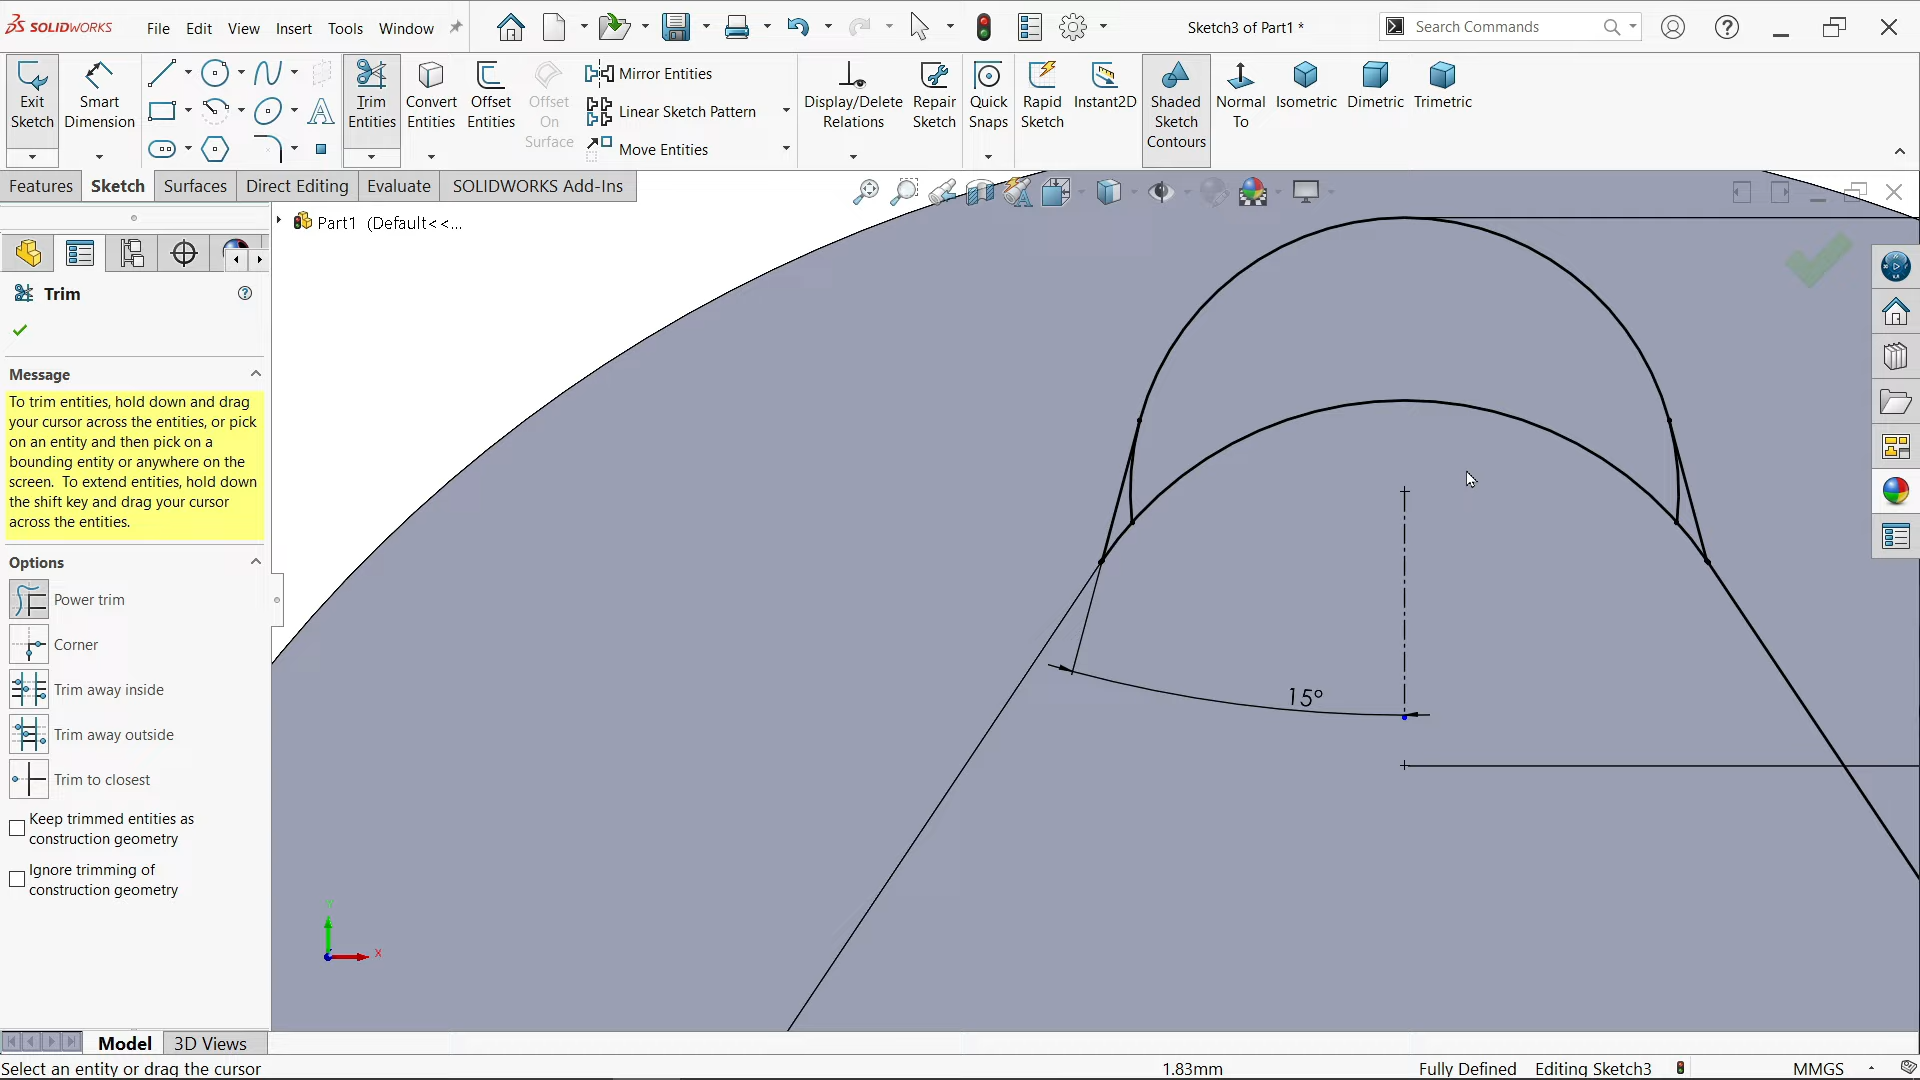 SOLIDWORKS File Edit View Insert Tools Window
Sketch3 of Part1 *
Search Commands
Exit Sketch
Smart Dimension
Trim Entities
Convert Entities
Offset Entities
Offset On Surface
Mirror Entities
Linear Sketch Pattern
Move Entities
Display/Delete Relations
Repair Sketch
Quick Snaps
Rapid Sketch
Instant2D
Shaded Sketch Contours
Normal To
Isometric
Dimetric
Trimetric
Features Sketch Surfaces Direct Editing Evaluate SOLIDWORKS Add-Ins
Part1 (Default<<...
Trim
Message
To trim entities, hold down and drag
your cursor across the entities, or pick
on an entity and then pick on a
bounding entity or anywhere on the
screen. To extend entities, hold down
the shift key and drag your cursor
across the entities.
Options
Power trim
Corner
Trim away inside
Trim away outside
Trim to closest
Keep trimmed entities as
construction geometry
Ignore trimming of
construction geometry
15°
x
Model 3D Views
Select an entity or drag the cursor 1.83mm Fully Defined Editing Sketch3 MMGS